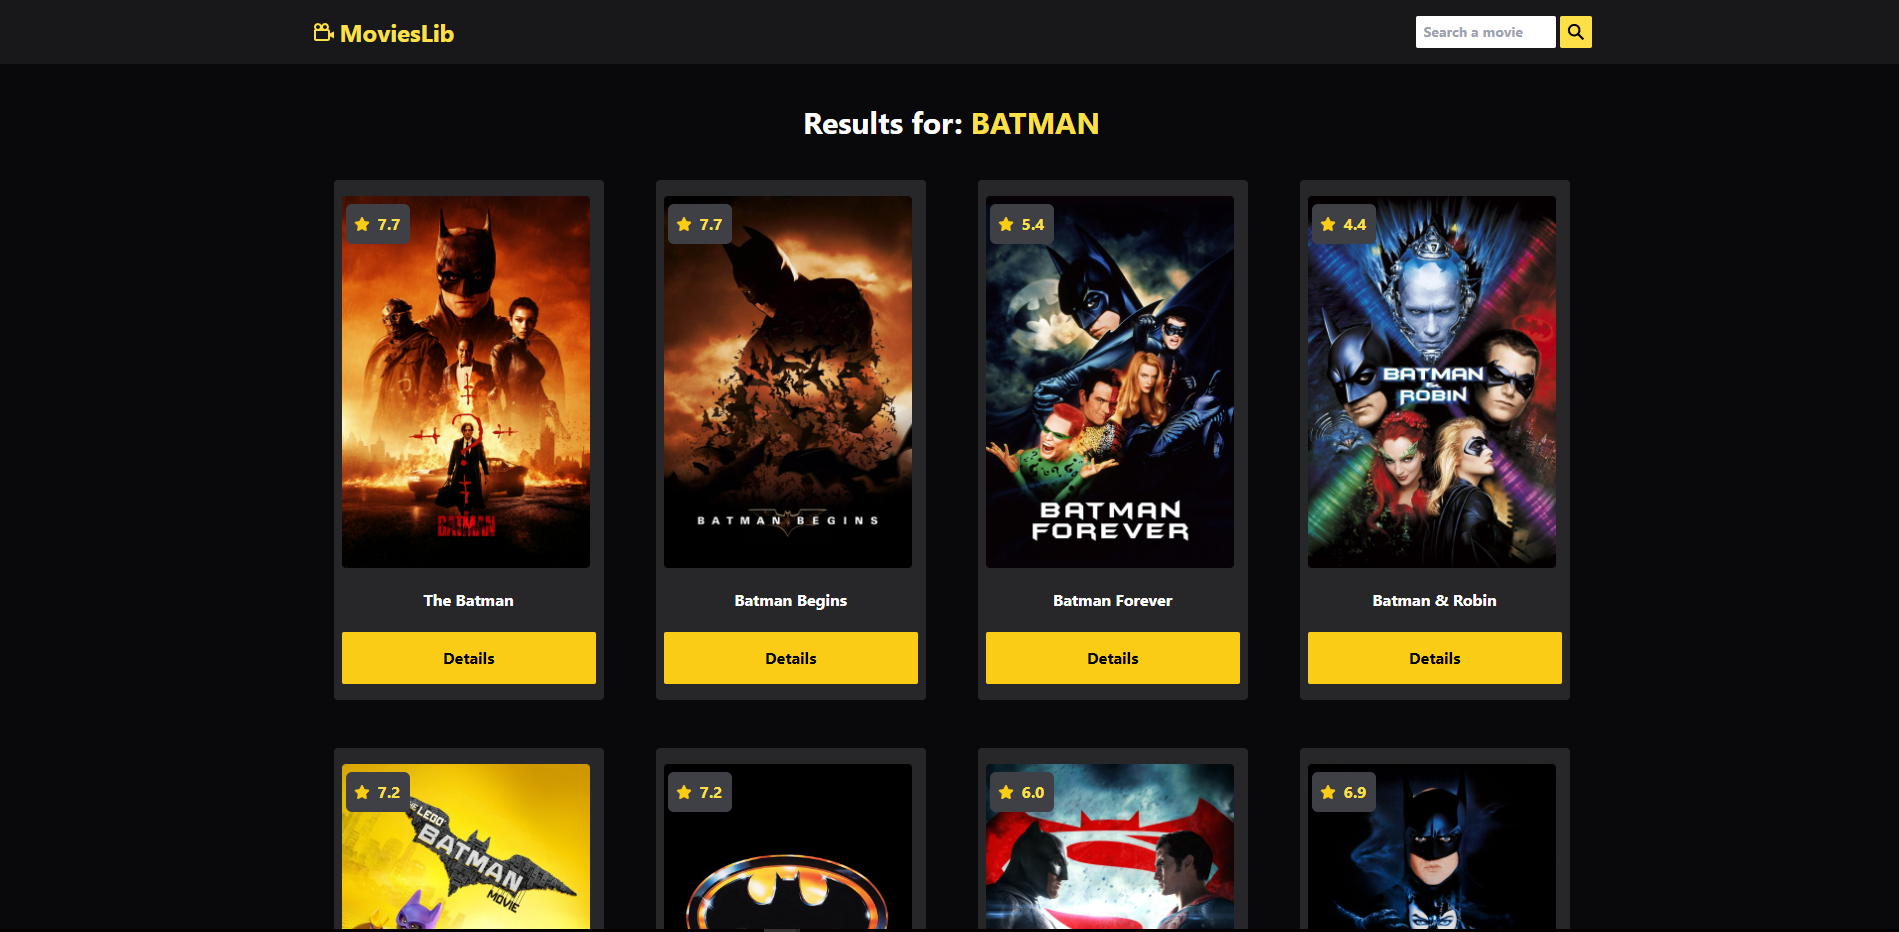 MoviesLib
Search a movie
Results for: BATMAN
7.7
7.7
5.4
4.4
BATMAN
BATMAN BEGINS
BATMAN
FOREVER
BATMAN
&
ROBIN
The Batman
Batman Begins
Batman Forever
Batman & Robin
Details
Details
Details
Details
7.2
7.2
6.0
6.9
THE LEGO
BATMAN
MOVIE